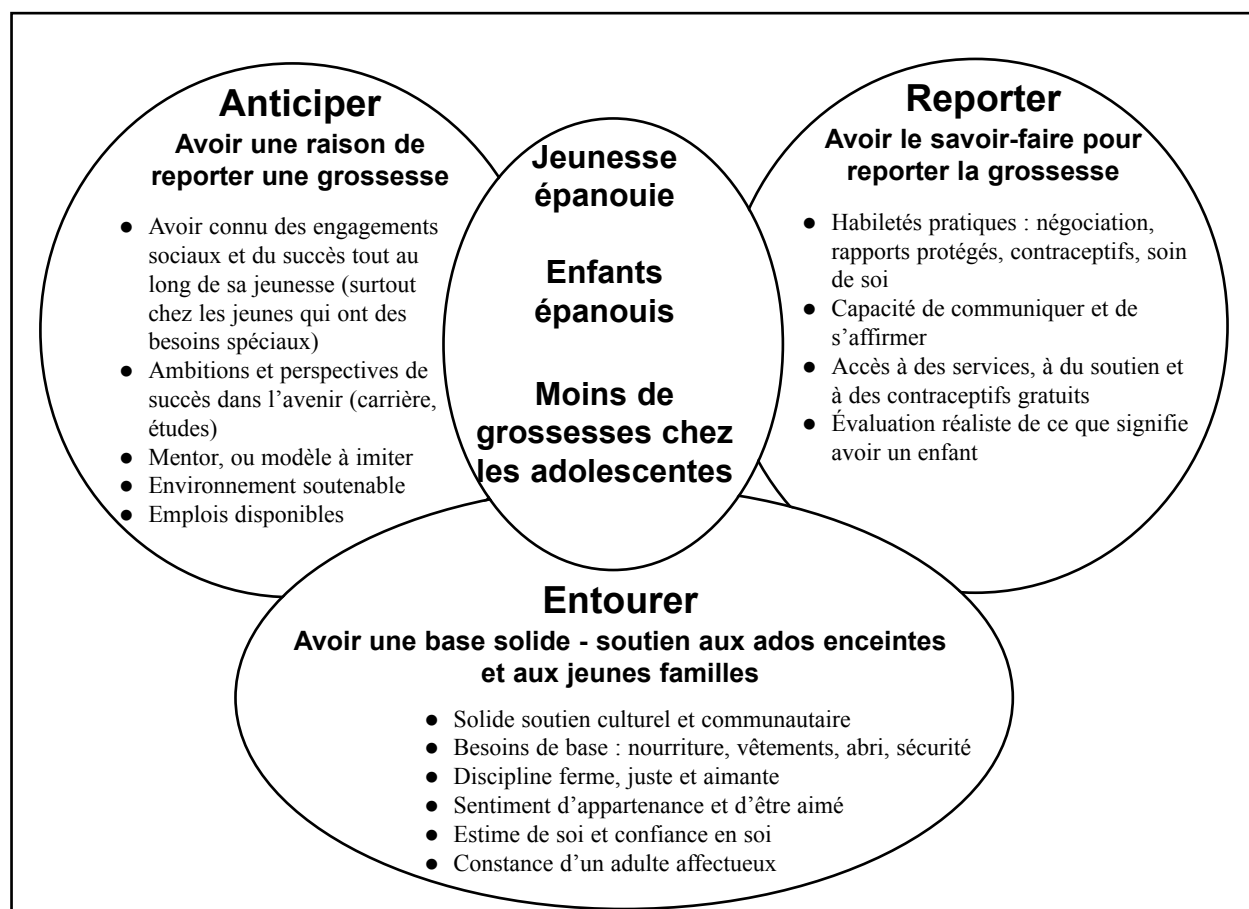 Anticiper
Avoir une raison de
reporter une grossesse
● Avoir connu des engagements
sociaux et du succès tout au
long de sa jeunesse (surtout
chez les jeunes qui ont des
besoins spéciaux)
● Ambitions et perspectives de
succès dans l’avenir (carrière,
études)
● Mentor, ou modèle à imiter
● Environnement soutenable
● Emplois disponibles
Jeunesse
épanouie
Enfants
épanouis
Moins de
grossesses chez
les adolescentes
Reporter
Avoir le savoir-faire pour
reporter la grossesse
● Habiletés pratiques : négociation,
rapports protégés, contraceptifs, soin
de soi
● Capacité de communiquer et de
s’affirmer
● Accès à des services, à du soutien et
à des contraceptifs gratuits
● Évaluation réaliste de ce que signifie
avoir un enfant
Entourer
Avoir une base solide - soutien aux ados enceintes
et aux jeunes familles
● Solide soutien culturel et communautaire
● Besoins de base : nourriture, vêtements, abri, sécurité
● Discipline ferme, juste et aimante
● Sentiment d’appartenance et d’être aimé
● Estime de soi et confiance en soi
● Constance d’un adulte affectueux